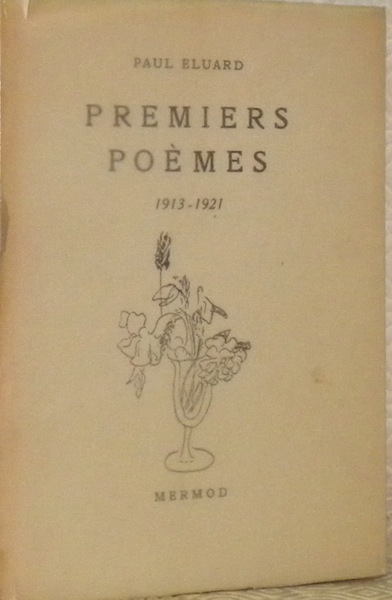 PAUL ELUARD
PREMIERS
POÈMES
1913-1921
MERMOD